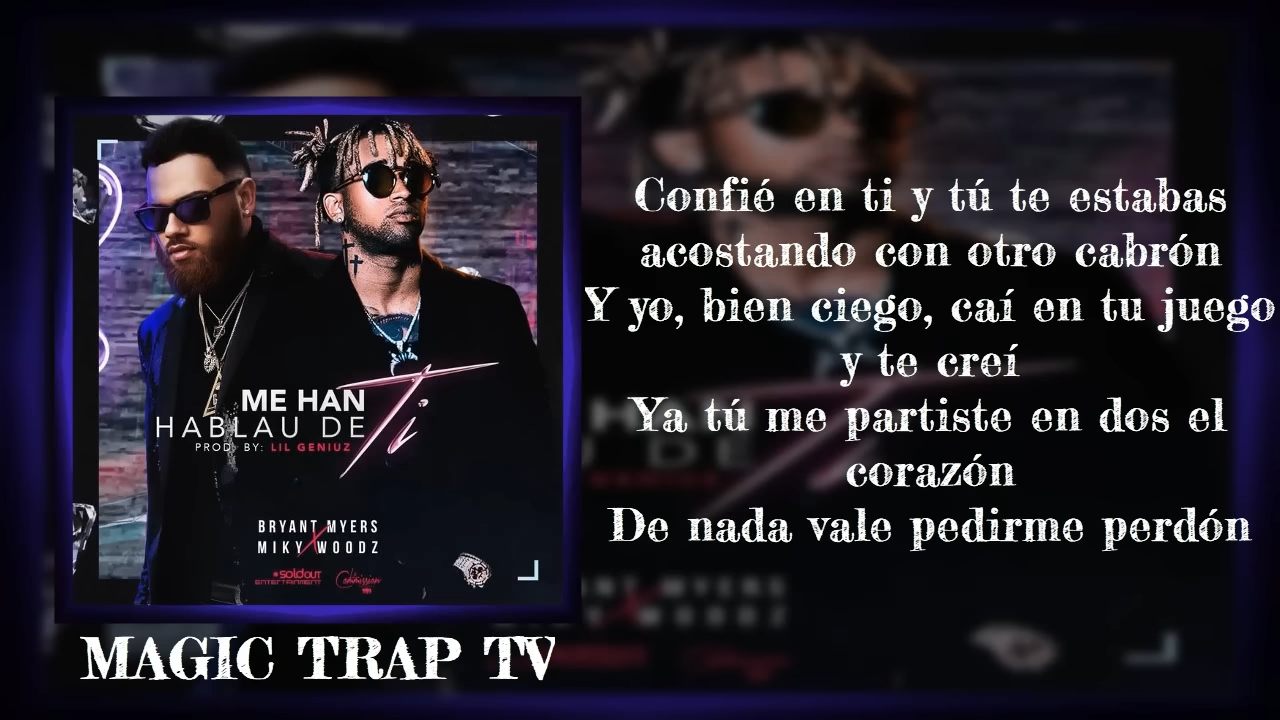 ME HAN
HABLAU DE Ti
PROD. BY: LIL GENIUZ
BRYANT MYERS
X
MIKY WOODZ
SOLDOUT
ENTERTAINMENT
MAGIC TRAP TV
Confié en ti y tú te estabas
acostando con otro cabrón
Y yo, bien ciego, caí en tu juego
y te creí
Ya tú me partiste en dos el
corazón
De nada vale pedirme perdón